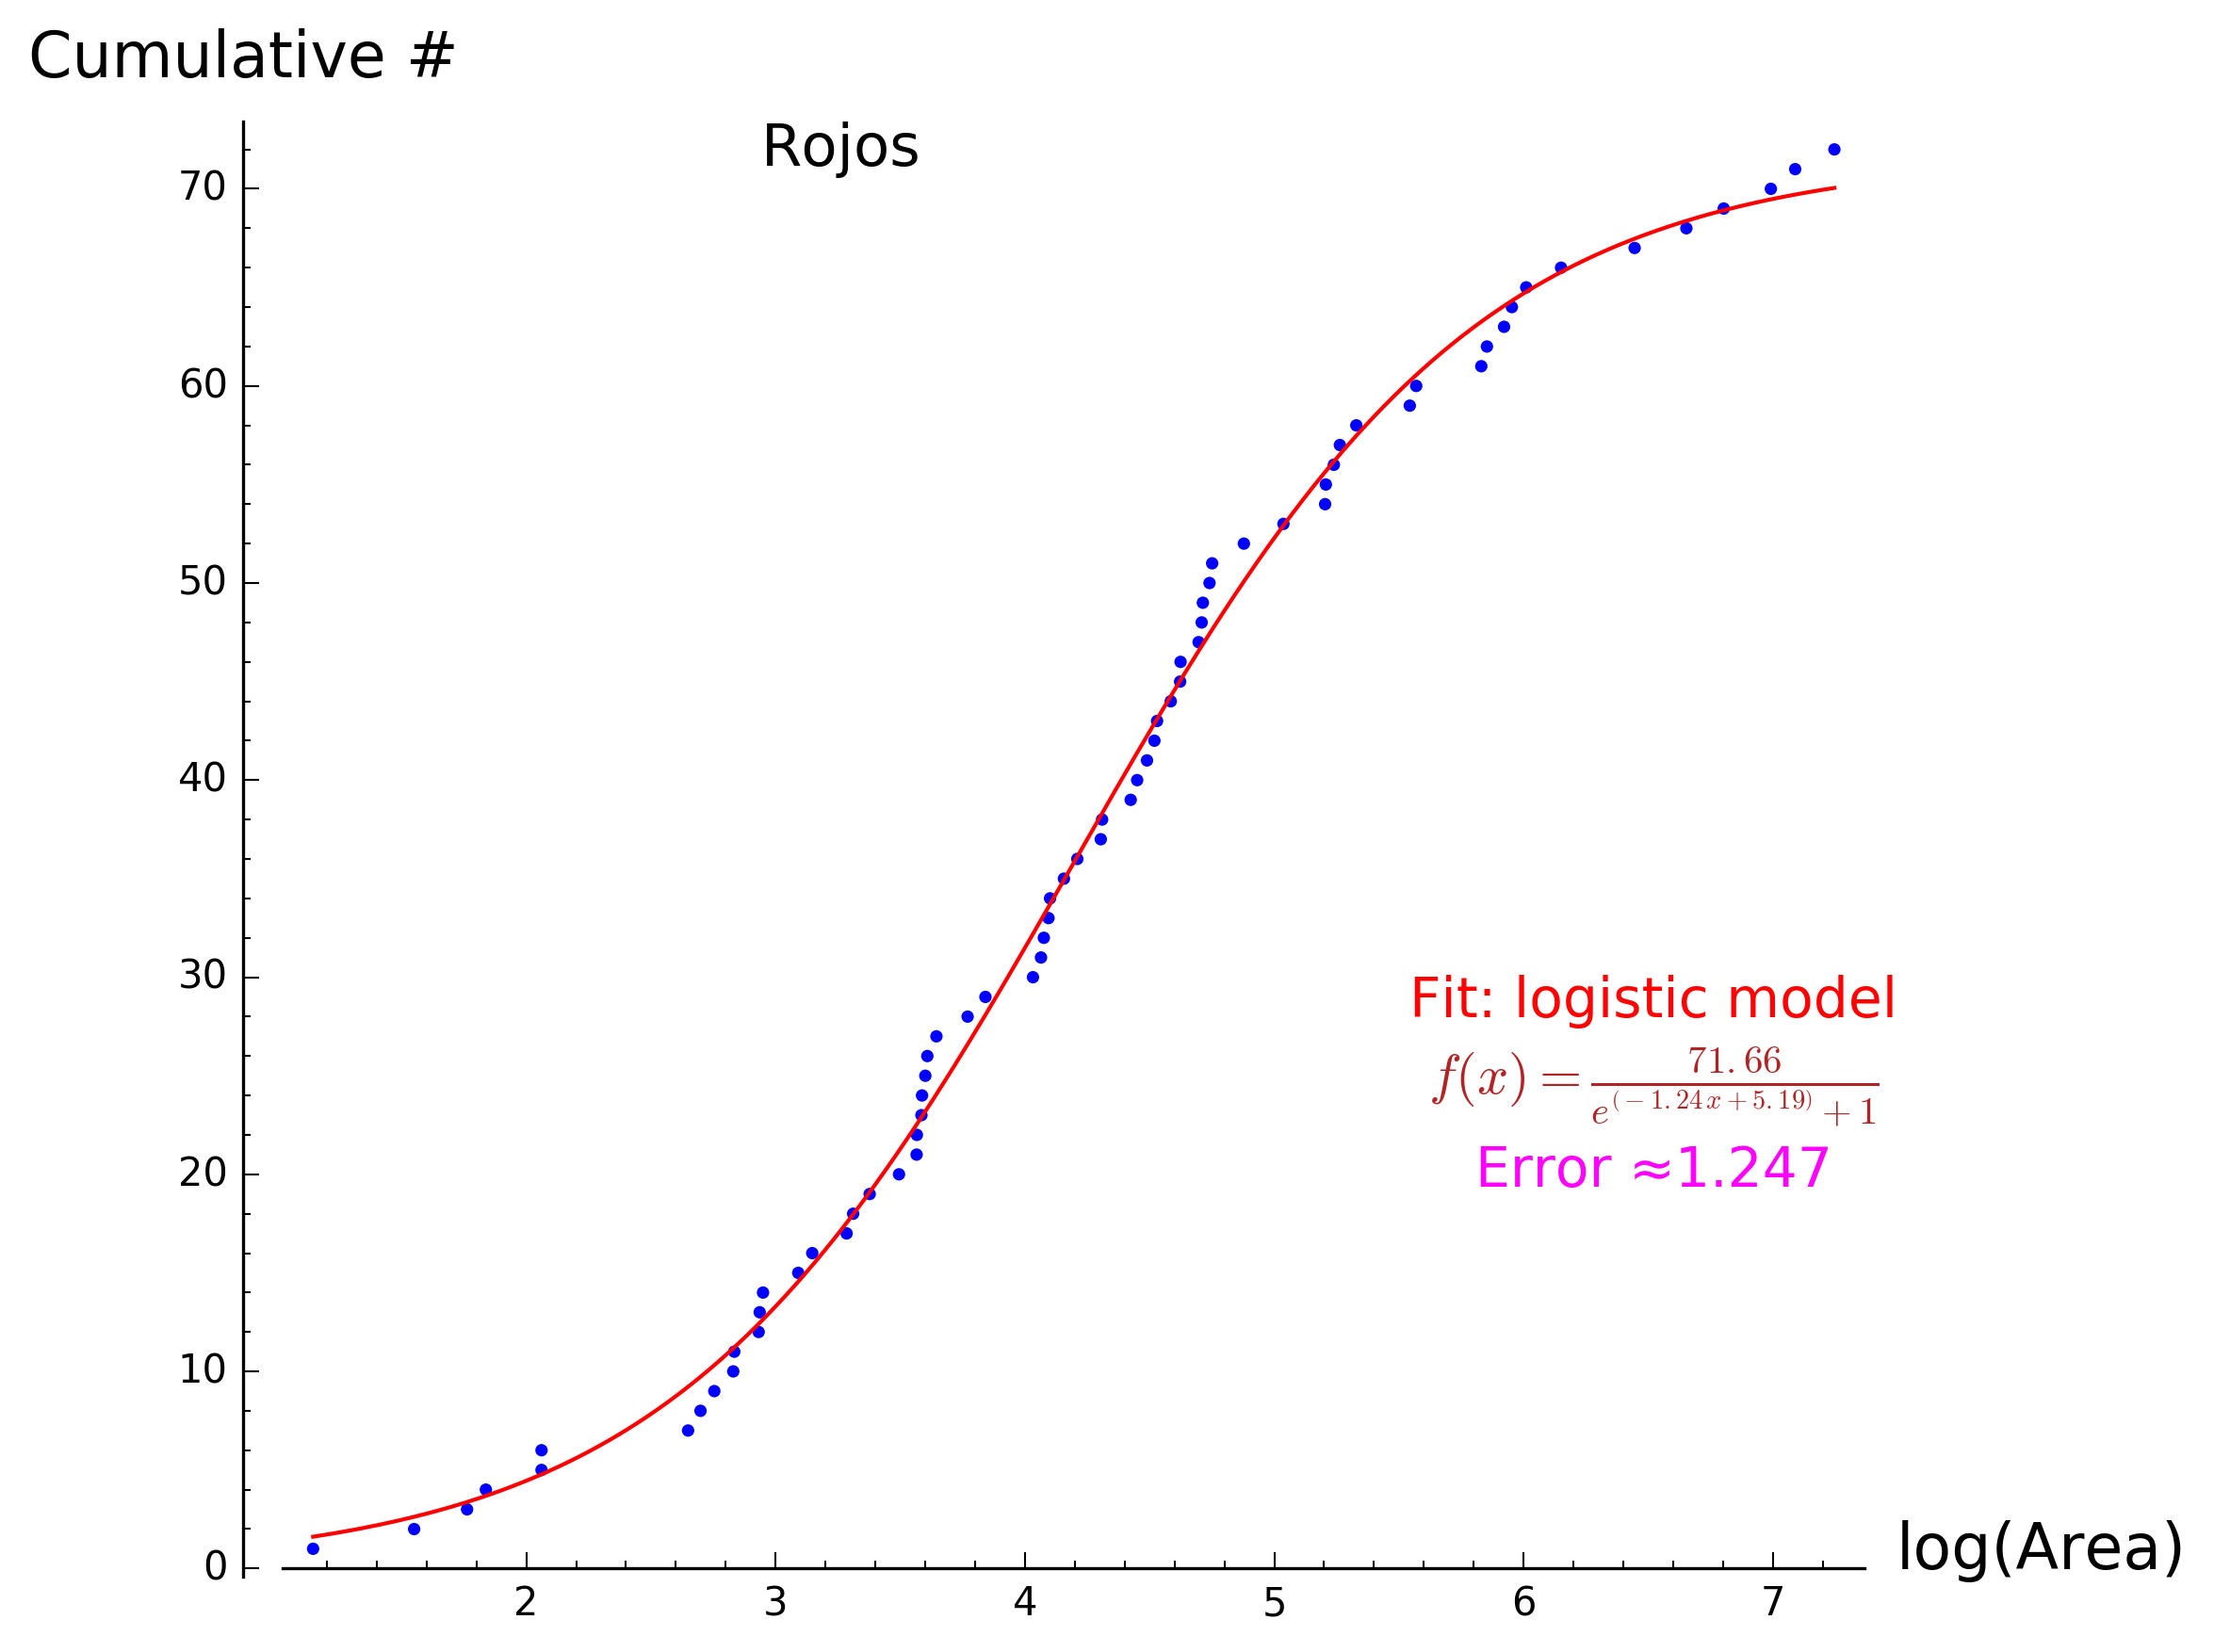 Cumulative #
Rojos
70
60
50
40
30
20
10
0
Fit: logistic model
f(x) = 71.66 / e^(−1.24x+5.19) + 1
Error ≈1.247
2 3 4 5 6 7
log(Area)